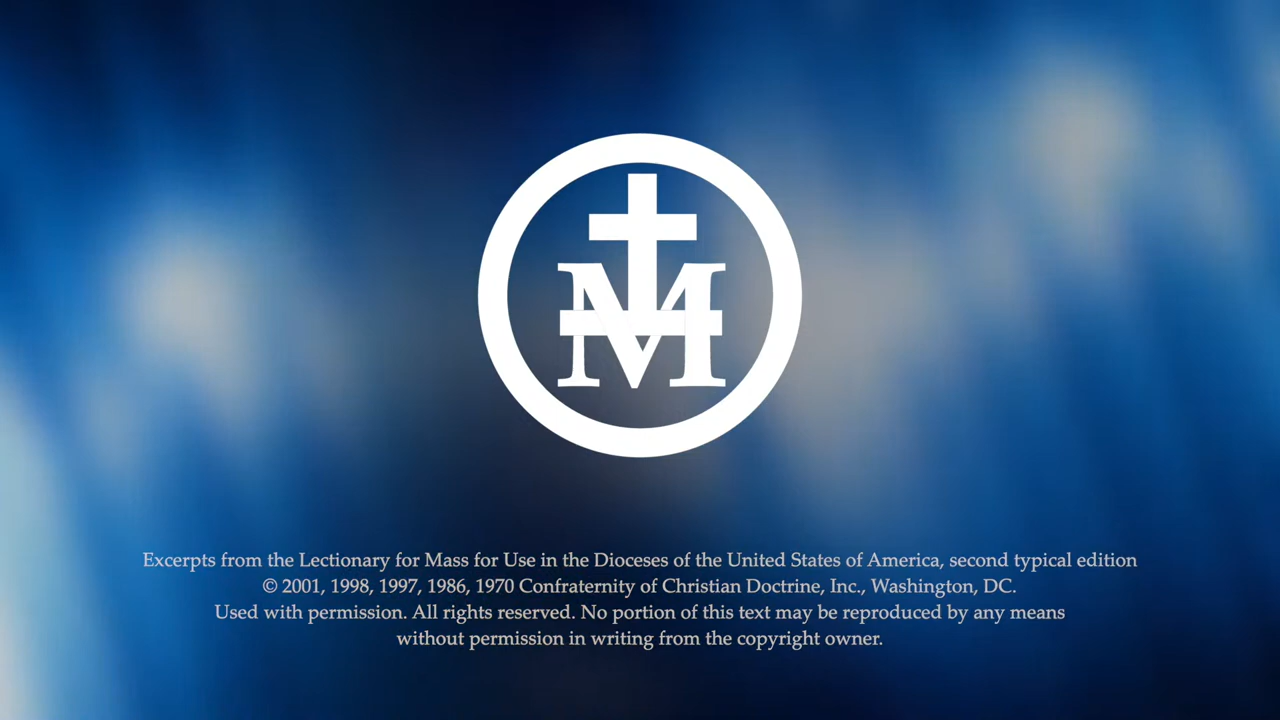 M
Excerpts from the Lectionary for Mass for Use in the Dioceses of the United States of America, second typical edition
© 2001, 1998, 1997, 1986, 1970 Confraternity of Christian Doctrine, Inc., Washington, DC.
Used with permission. All rights reserved. No portion of this text may be reproduced by any means
without permission in writing from the copyright owner.